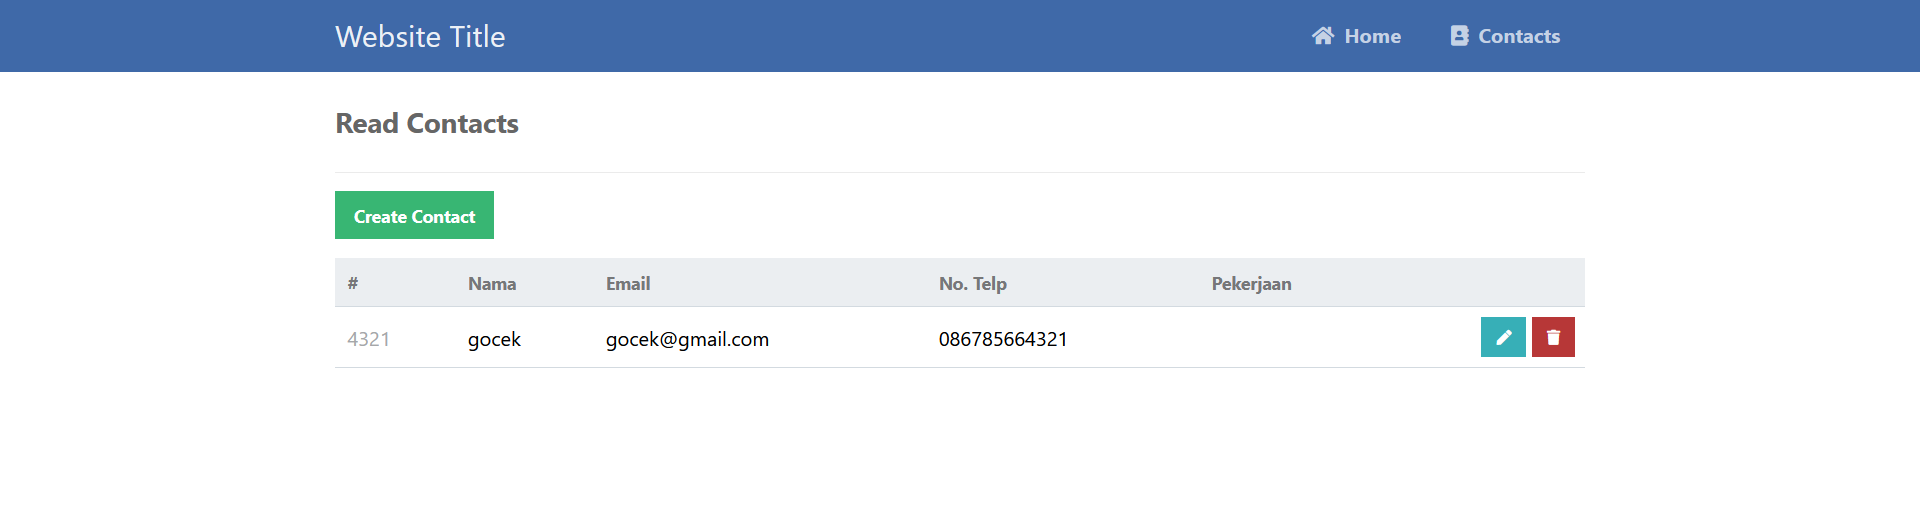 Website Title Home Contacts
Read Contacts
Create Contact
# Nama Email No. Telp Pekerjaan
4321 gocek gocek@gmail.com 086785664321